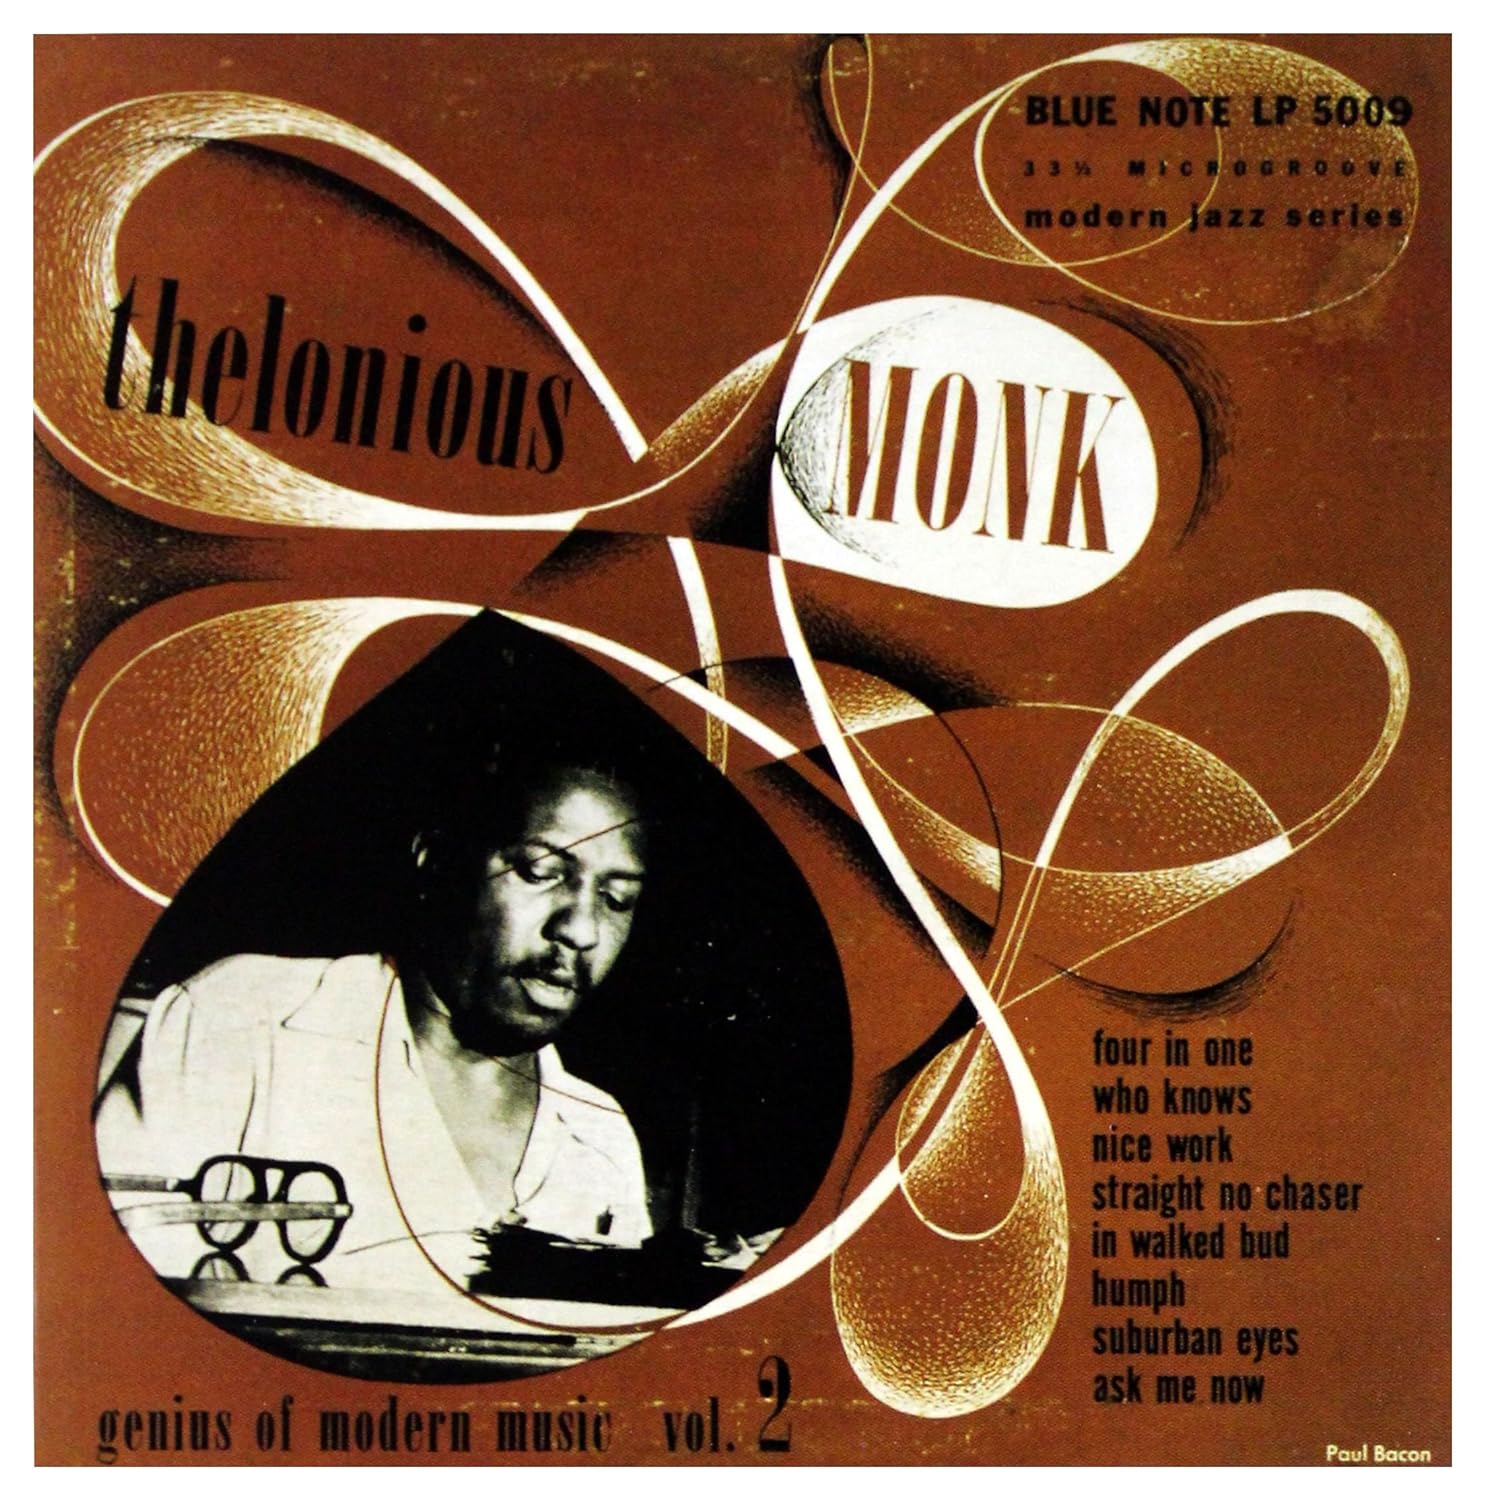 BLUE NOTE LP 5009
33⅓ MICROGROOVE
modern jazz series
thelonious
MONK
four in one
who knows
nice work
straight no chaser
in walked bud
humph
suburban eyes
ask me now
genius of modern music vol. 2
Paul Bacon